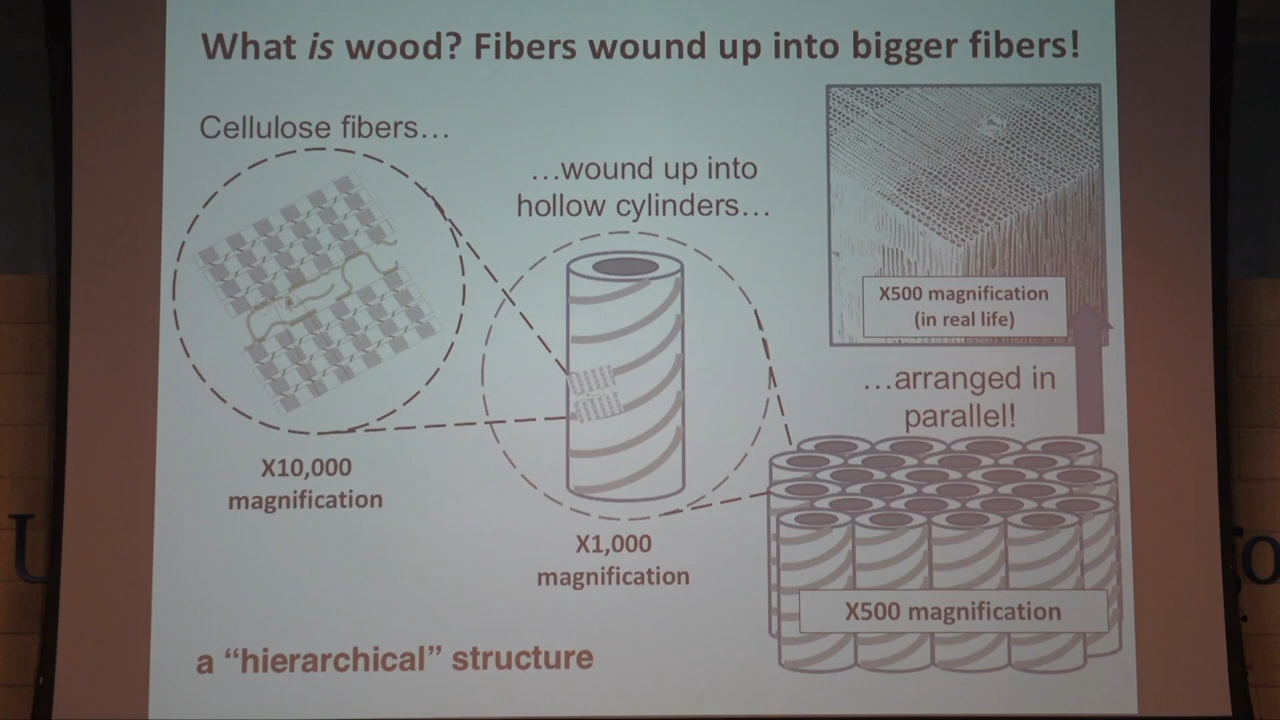 What is wood? Fibers wound up into bigger fibers!
Cellulose fibers…
…wound up into
hollow cylinders…
X500 magnification
(in real life)
…arranged in
parallel!
X10,000
magnification
X1,000
magnification
X500 magnification
a “hierarchical” structure
U